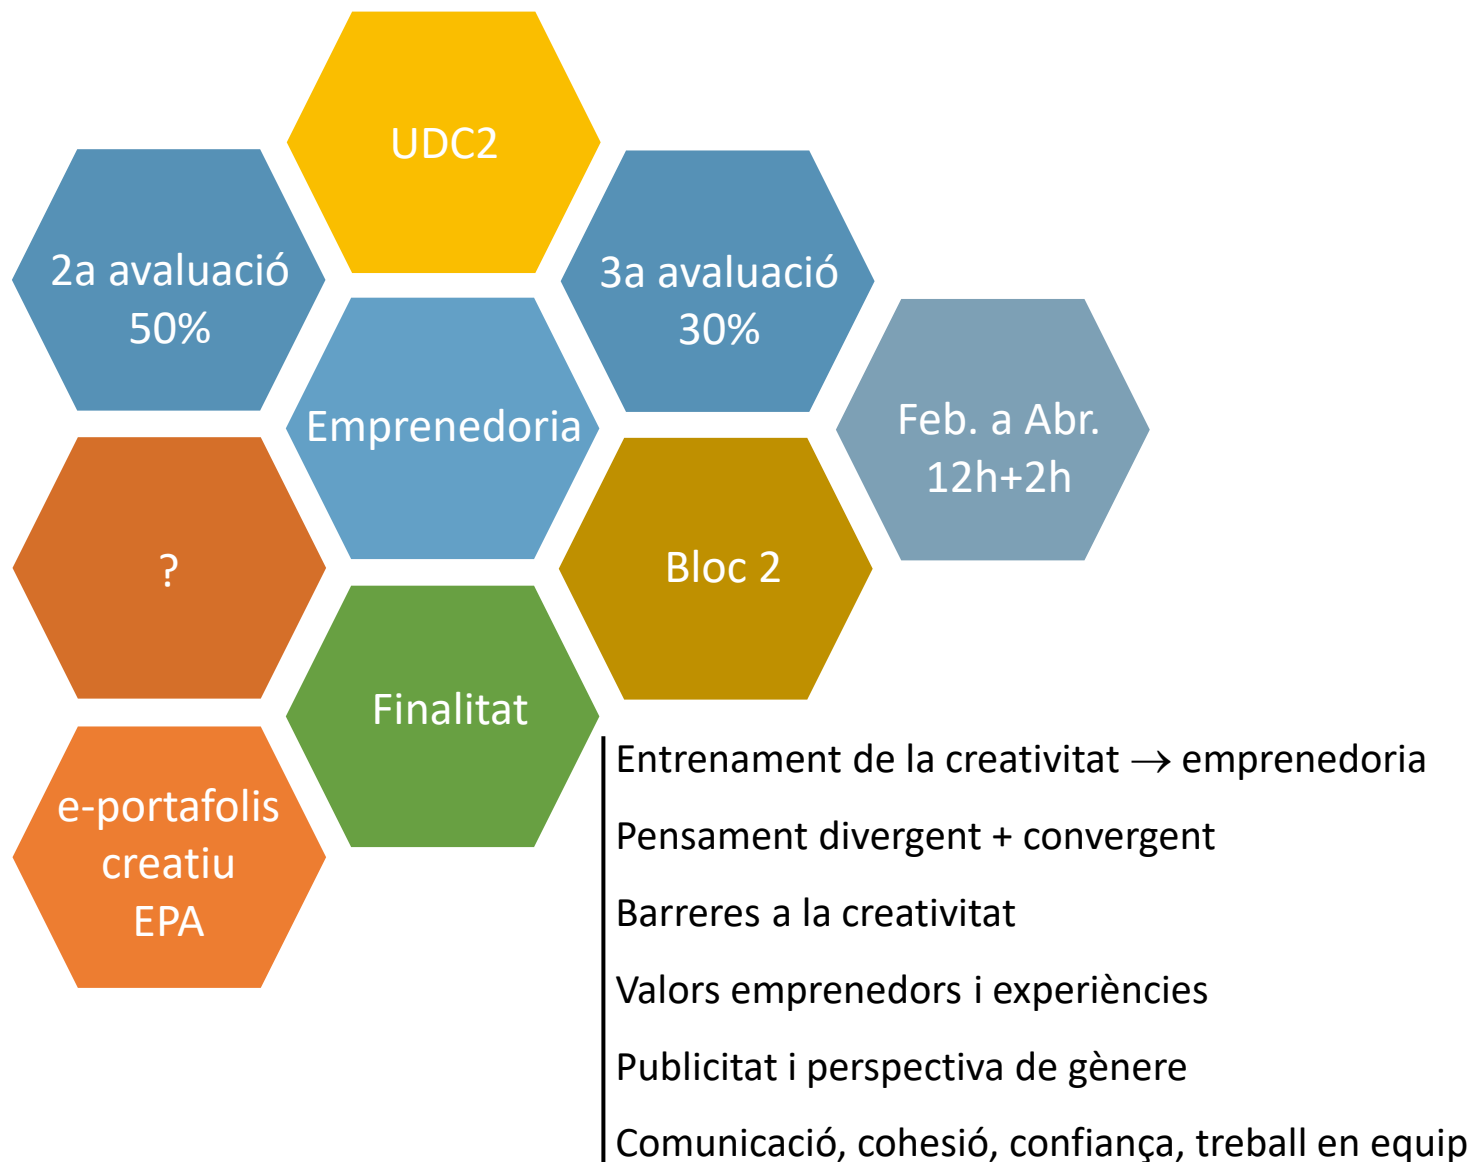 UDC2
2a avaluació
50%
3a avaluació
30%
Emprenedoria
Feb. a Abr.
12h+2h
?
Bloc 2
Finalitat
e-portafolis
creatiu
EPA
Entrenament de la creativitat → emprenedoria
Pensament divergent + convergent
Barreres a la creativitat
Valors emprenedors i experiències
Publicitat i perspectiva de gènere
Comunicació, cohesió, confiança, treball en equip